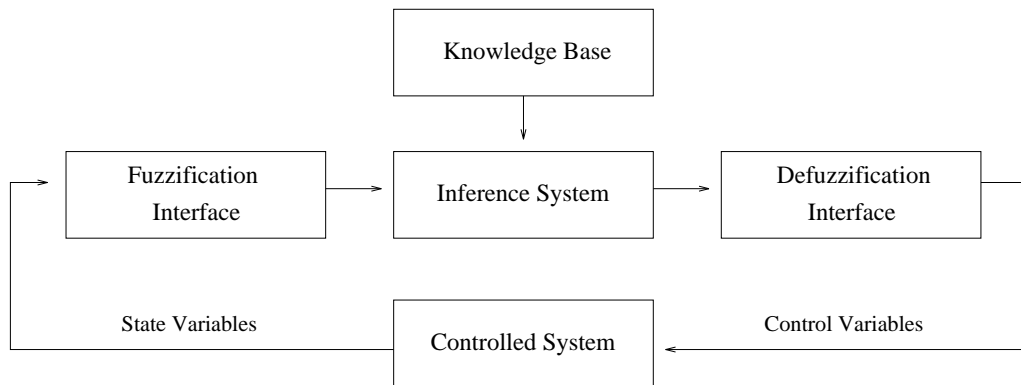 Knowledge Base
Fuzzification
Interface
Inference System
Defuzzification
Interface
State Variables
Controlled System
Control Variables